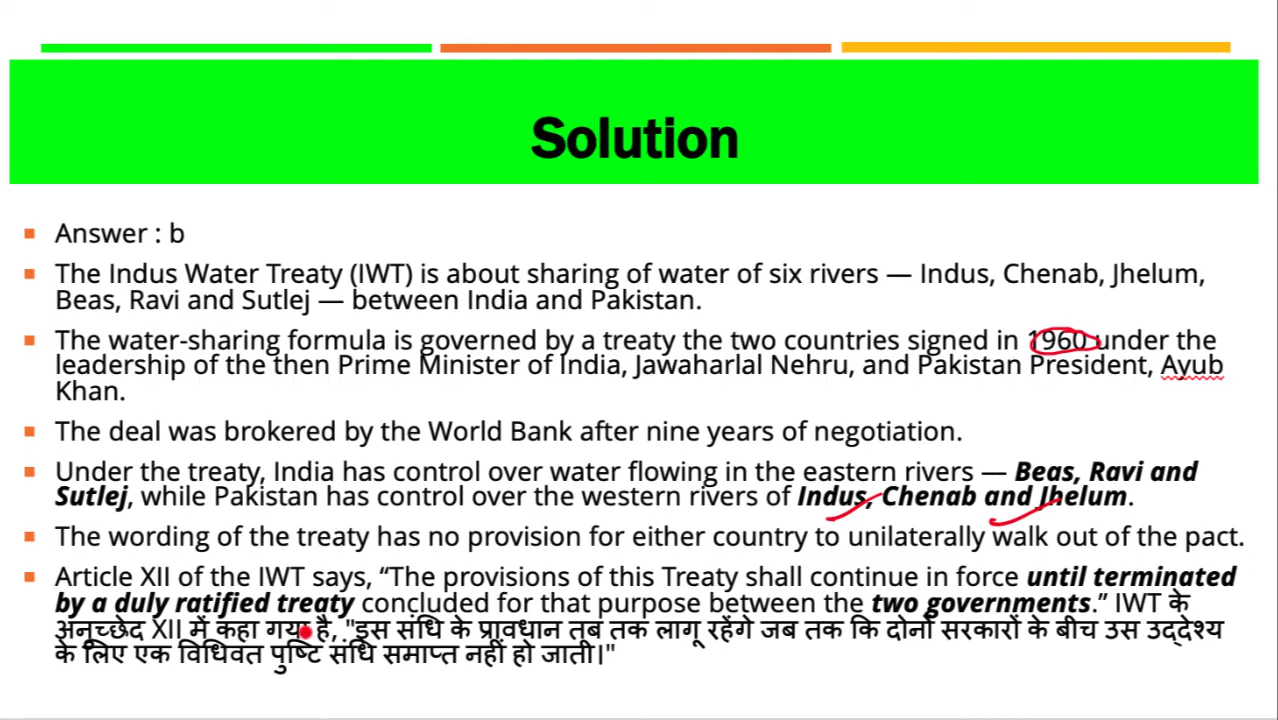 Solution
Answer : b
The Indus Water Treaty (IWT) is about sharing of water of six rivers — Indus, Chenab, Jhelum,
Beas, Ravi and Sutlej — between India and Pakistan.
The water-sharing formula is governed by a treaty the two countries signed in 1960 under the
leadership of the then Prime Minister of India, Jawaharlal Nehru, and Pakistan President, Ayub
Khan.
The deal was brokered by the World Bank after nine years of negotiation.
Under the treaty, India has control over water flowing in the eastern rivers — Beas, Ravi and
Sutlej, while Pakistan has control over the western rivers of Indus, Chenab and Jhelum.
The wording of the treaty has no provision for either country to unilaterally walk out of the pact.
Article XII of the IWT says, “The provisions of this Treaty shall continue in force until terminated
by a duly ratified treaty concluded for that purpose between the two governments.” IWT के
अनुच्छेद XII में कहा गया है, "इस संधि के प्रावधान तब तक लागू रहेंगे जब तक कि दोनों सरकारों के बीच उस उद्देश्य
के लिए एक विधिवत पुष्टि संधि समाप्त नहीं हो जाती।"